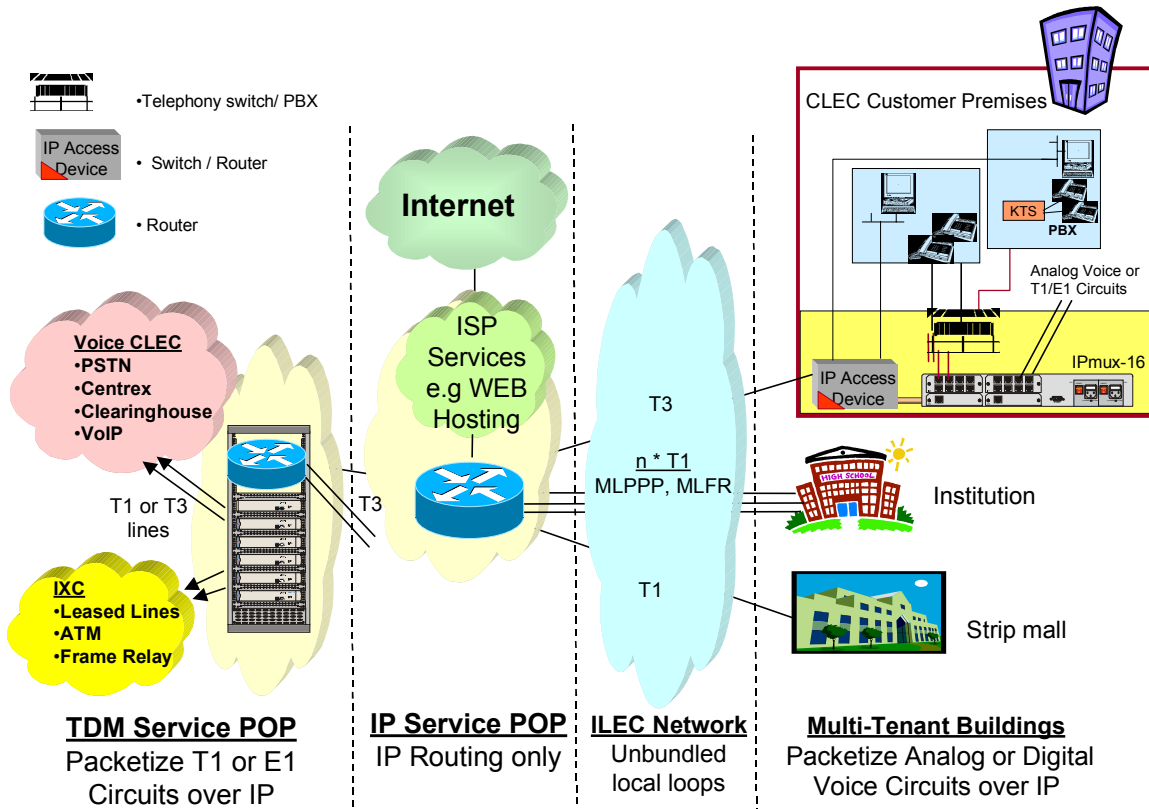 •Telephony switch/ PBX
IP Access
Device
• Switch / Router
• Router
Internet
ISP
Services
e.g WEB
Hosting
Voice CLEC
•PSTN
•Centrex
•Clearinghouse
•VoIP
T1 or T3
lines
IXC
•Leased Lines
•ATM
•Frame Relay
T3
T3
n * T1
MLPPP, MLFR
T1
CLEC Customer Premises
KTS
PBX
Analog Voice or
T1/E1 Circuits
IPmux-16
IP Access
Device
HIGH SCHOOL
Institution
Strip mall
TDM Service POP
Packetize T1 or E1
Circuits over IP
IP Service POP
IP Routing only
ILEC Network
Unbundled
local loops
Multi-Tenant Buildings
Packetize Analog or Digital
Voice Circuits over IP